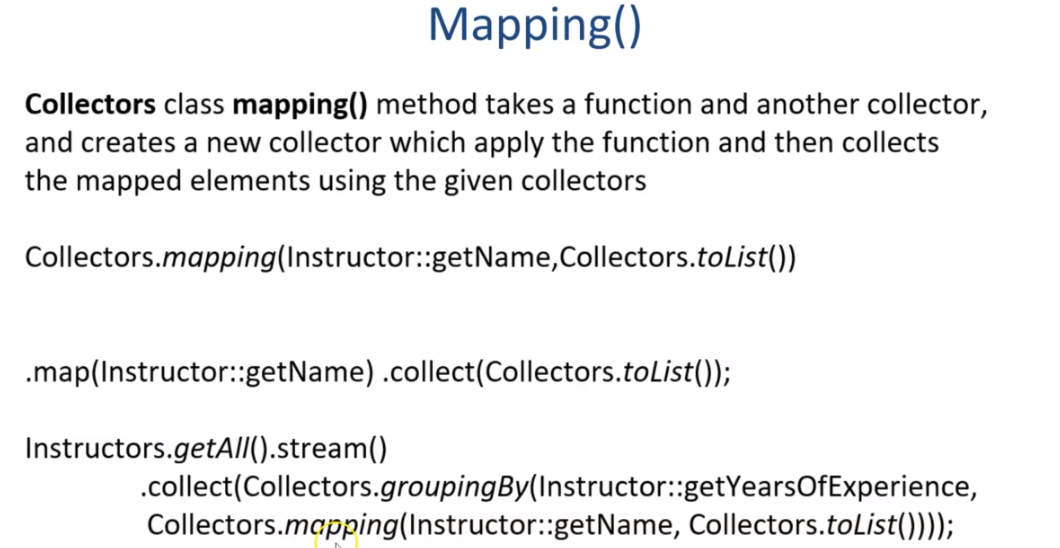 Mapping()
Collectors class mapping() method takes a function and another collector,
and creates a new collector which apply the function and then collects
the mapped elements using the given collectors
Collectors.mapping(Instructor::getName,Collectors.toList())
.map(Instructor::getName) .collect(Collectors.toList());
Instructors.getAll().stream()
.collect(Collectors.groupingBy(Instructor::getYearsOfExperience,
Collectors.mapping(Instructor::getName, Collectors.toList())));